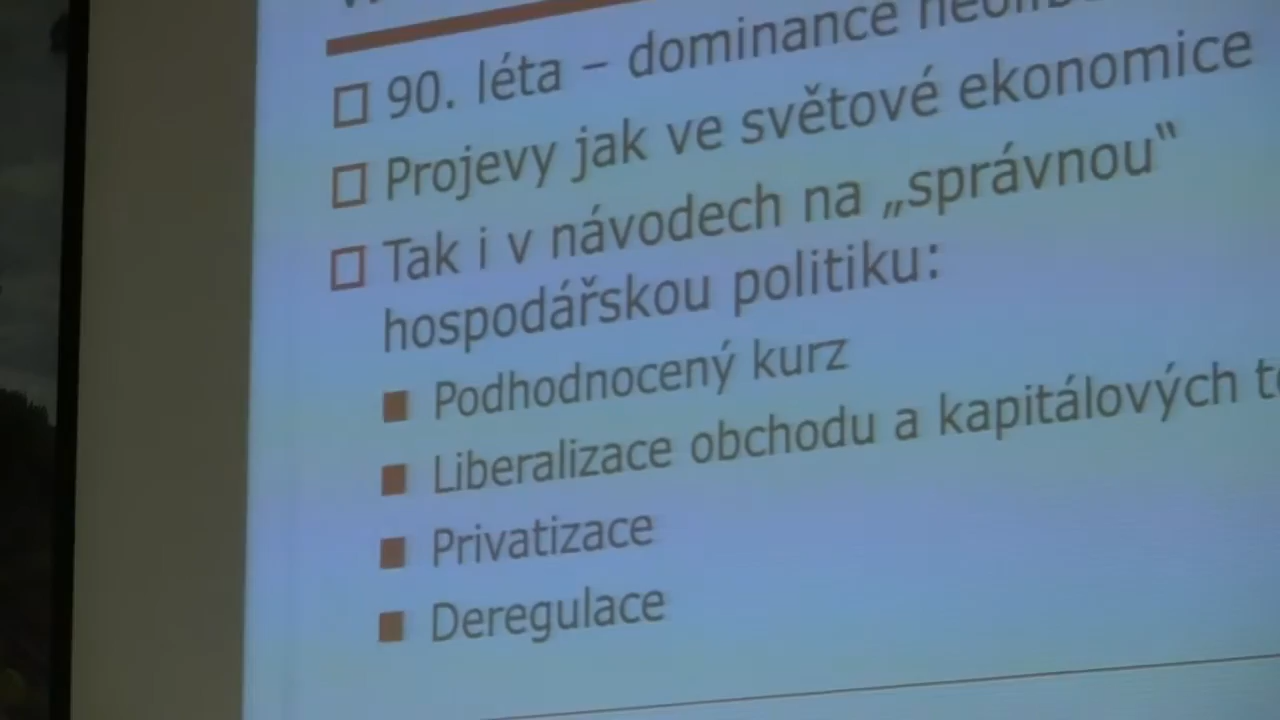 90. léta – dominance
Projevy jak ve světové ekonomice
Tak i v návodech na „správnou“
hospodářskou politiku:
Podhodnocený kurz
Liberalizace obchodu a kapitálových
Privatizace
Deregulace